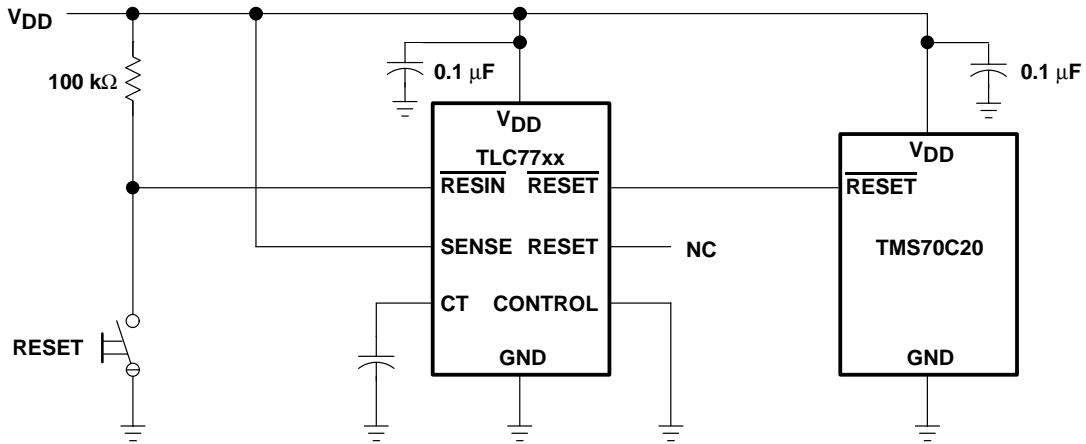 VDD
100 kΩ
0.1 µF
0.1 µF
VDD
TLC77xx
RESIN RESET
SENSE RESET
CT CONTROL
GND
NC
VDD
RESET
TMS70C20
GND
RESET